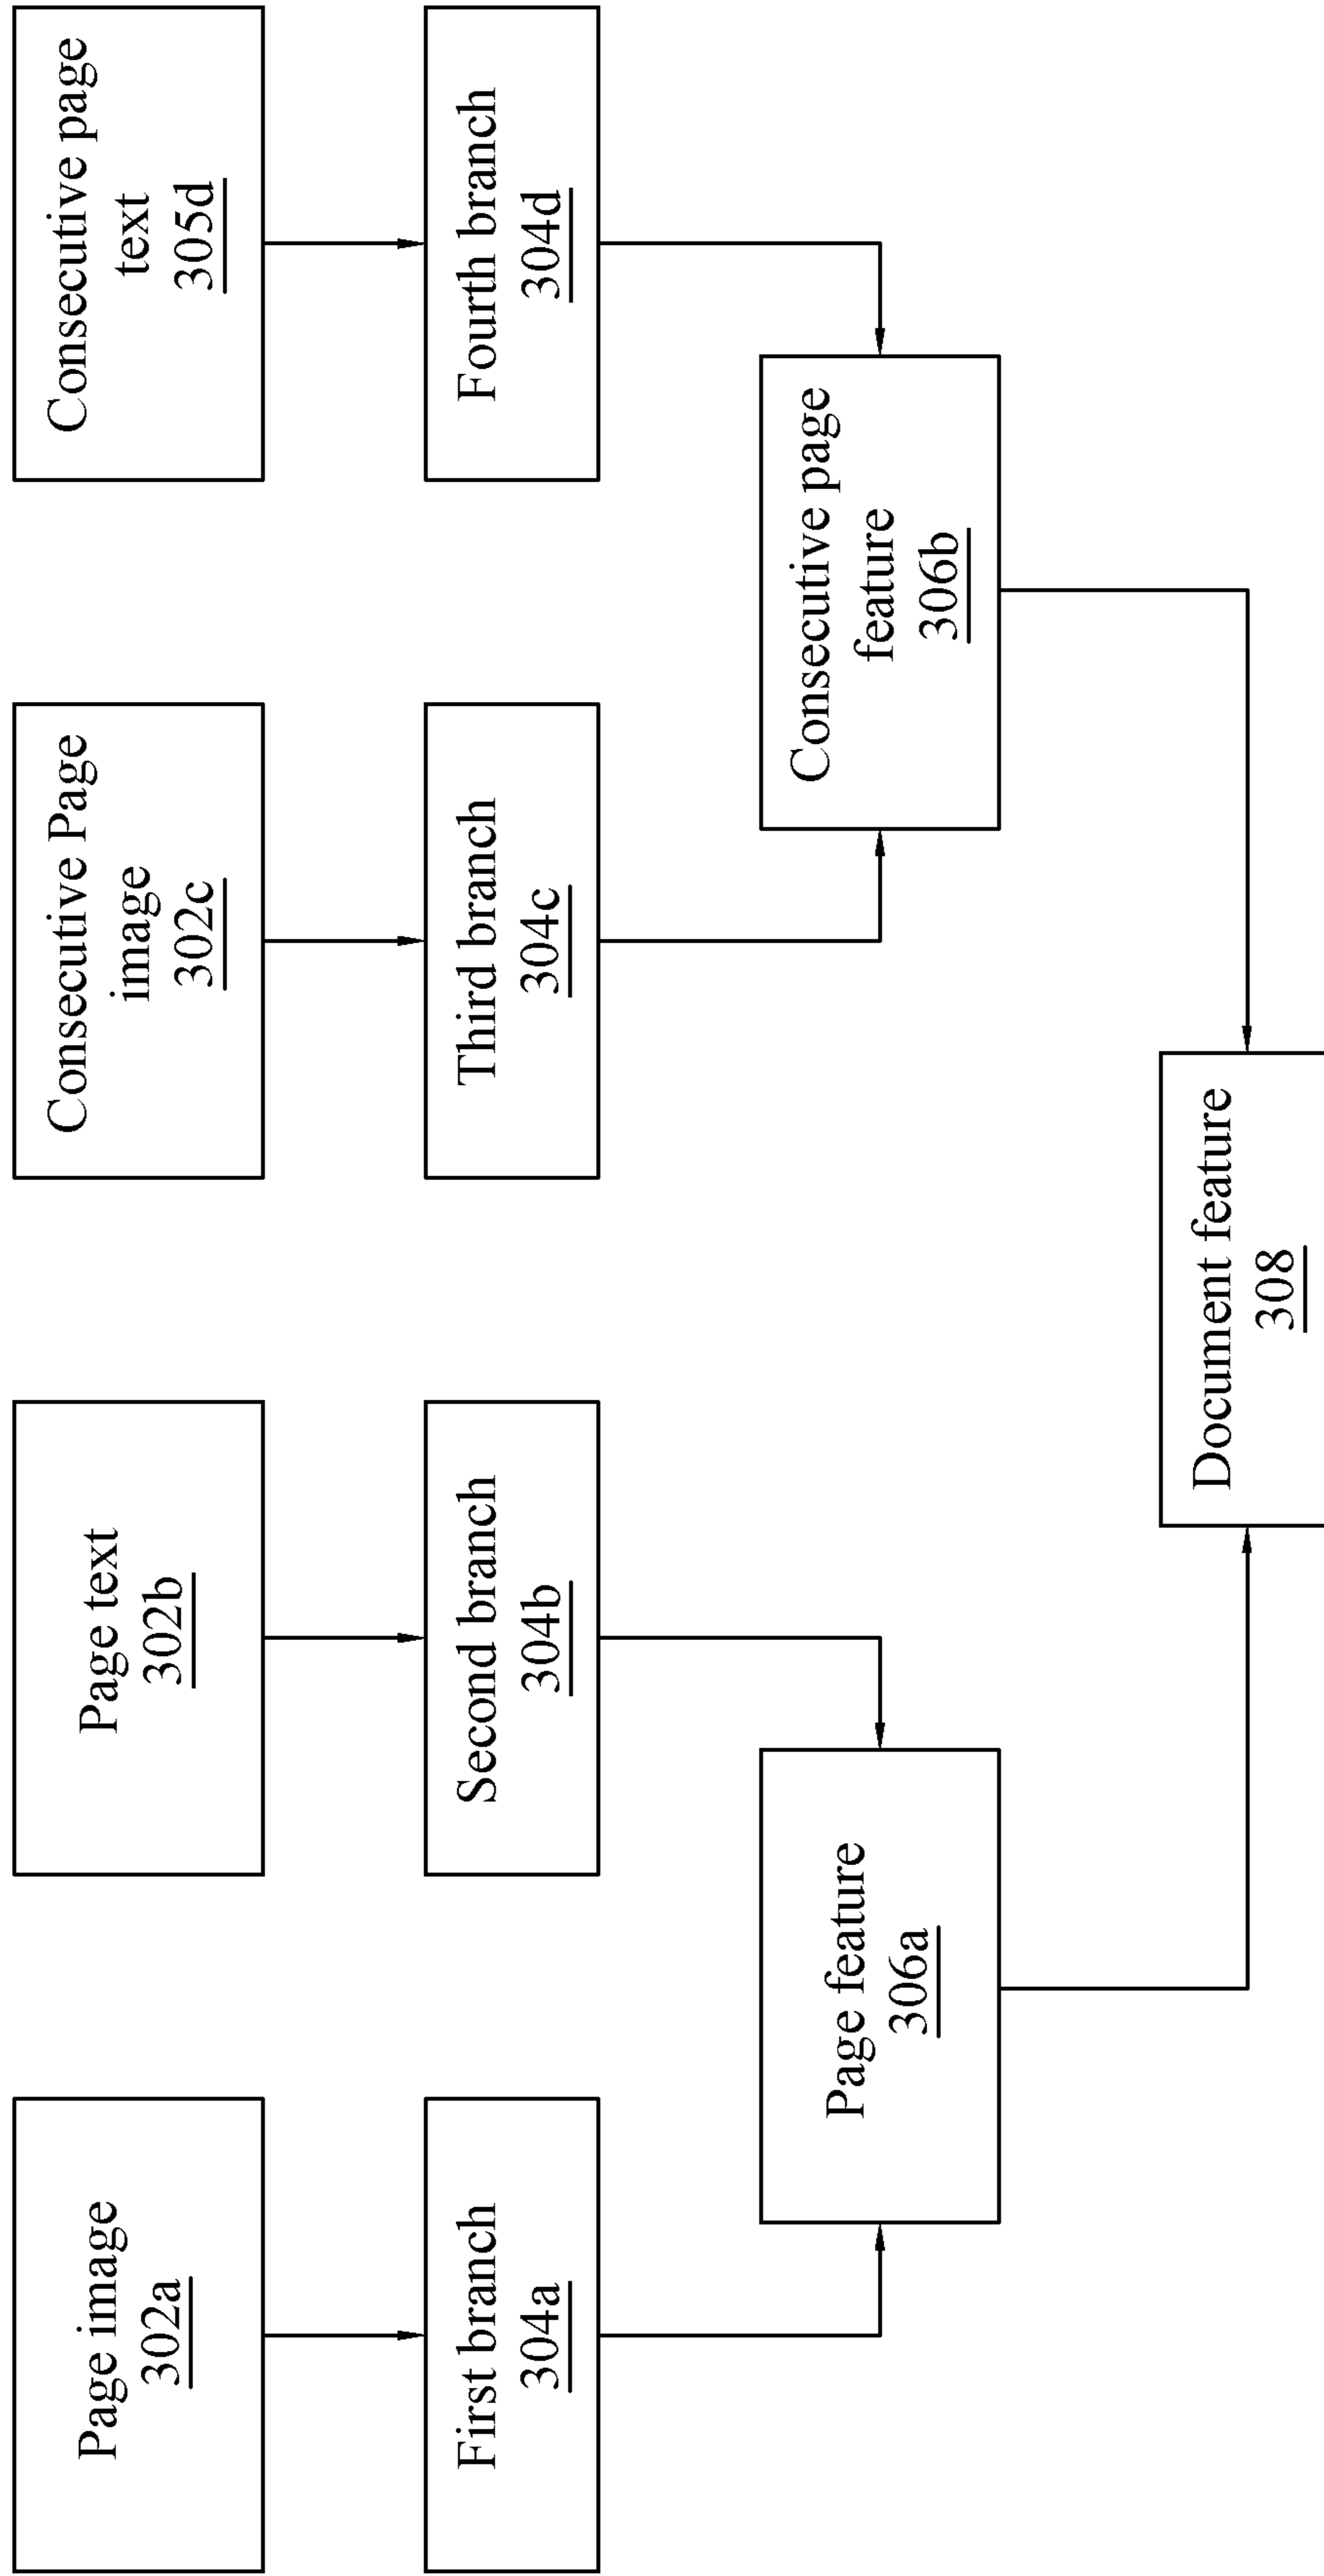 Page image
302a
Page text
302b
Consecutive Page
image
302c
Consecutive page
text
305d
First branch
304a
Second branch
304b
Third branch
304c
Fourth branch
304d
Page feature
306a
Consecutive page
feature
306b
Document feature
308